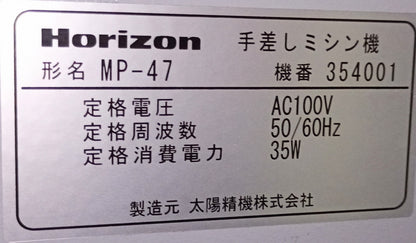 Horizon 手差しミシン機
形名 MP-47 機番 354001
定格電圧 AC100V
定格周波数 50/60Hz
定格消費電力 35W
製造元 太陽精機株式会社